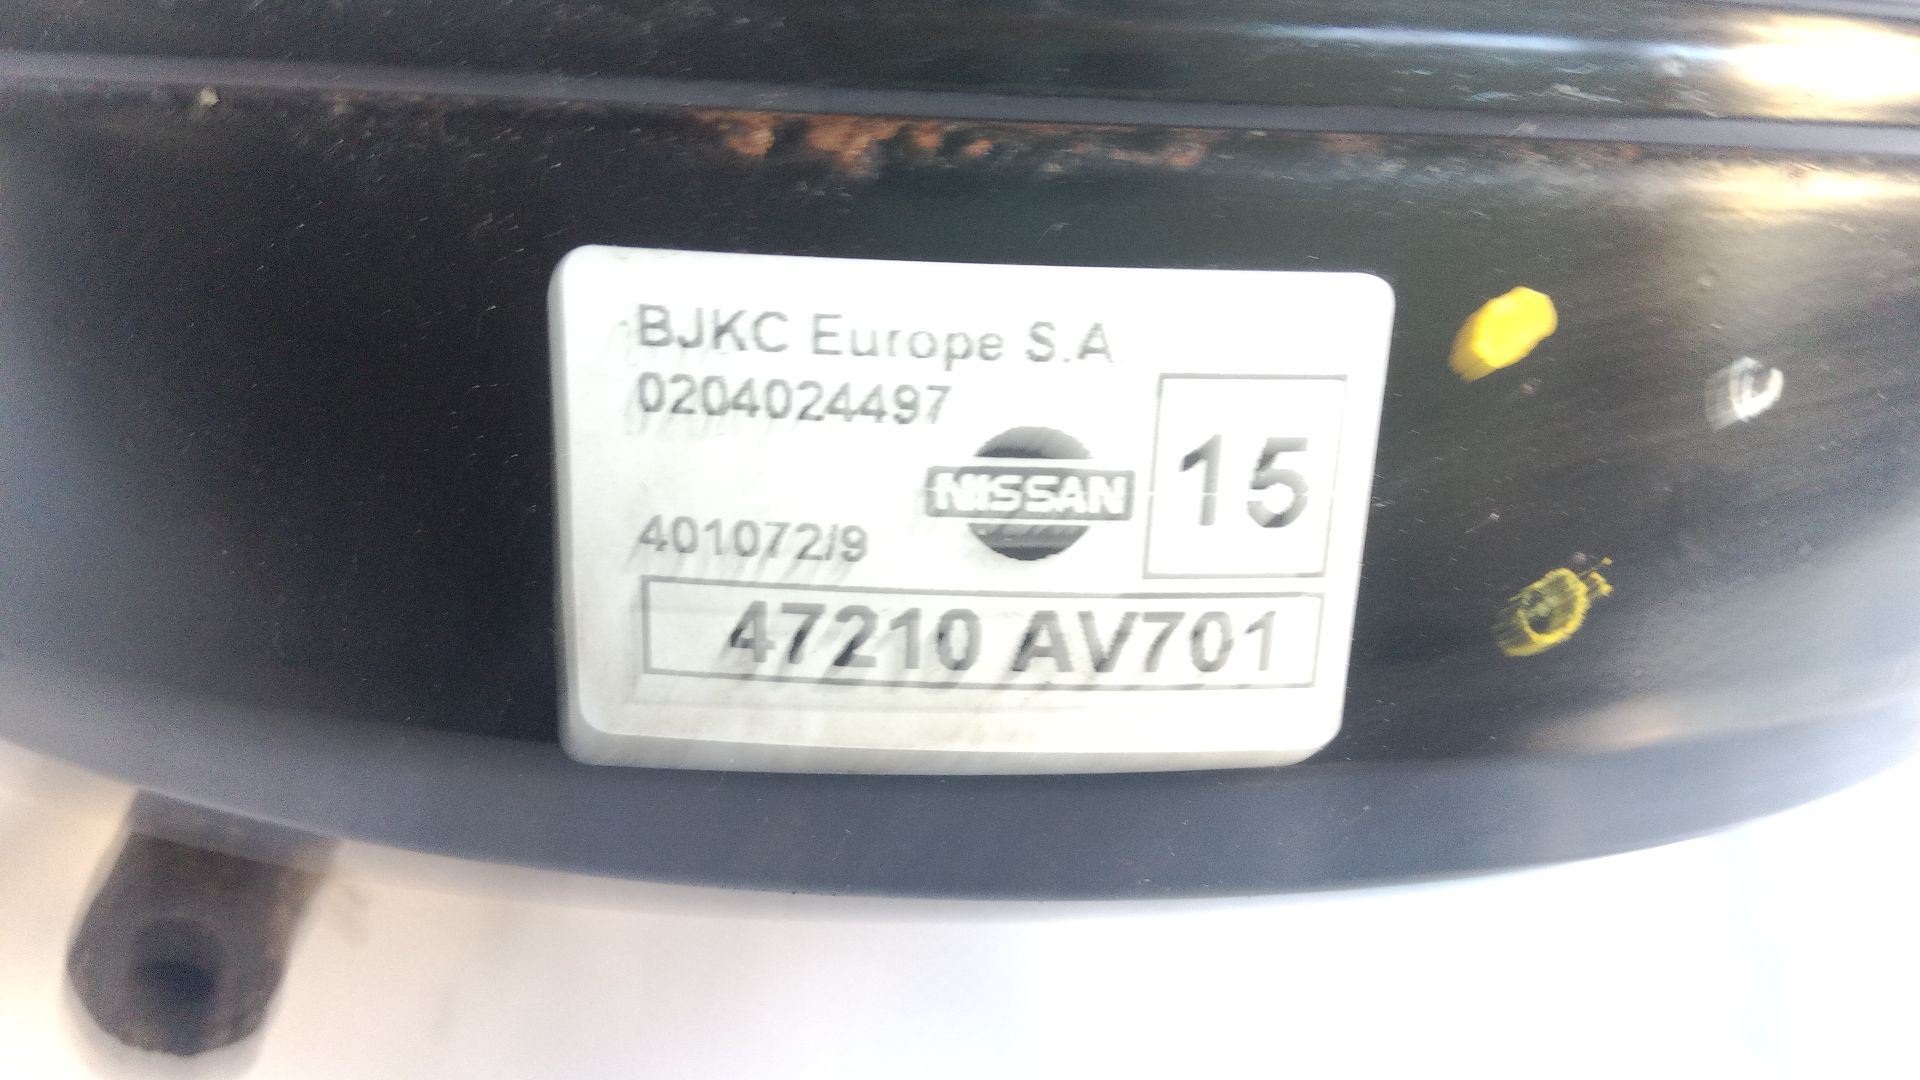 BJKC Europe S.A.
0204024497
NISSAN
15
401072/9
47210 AV701